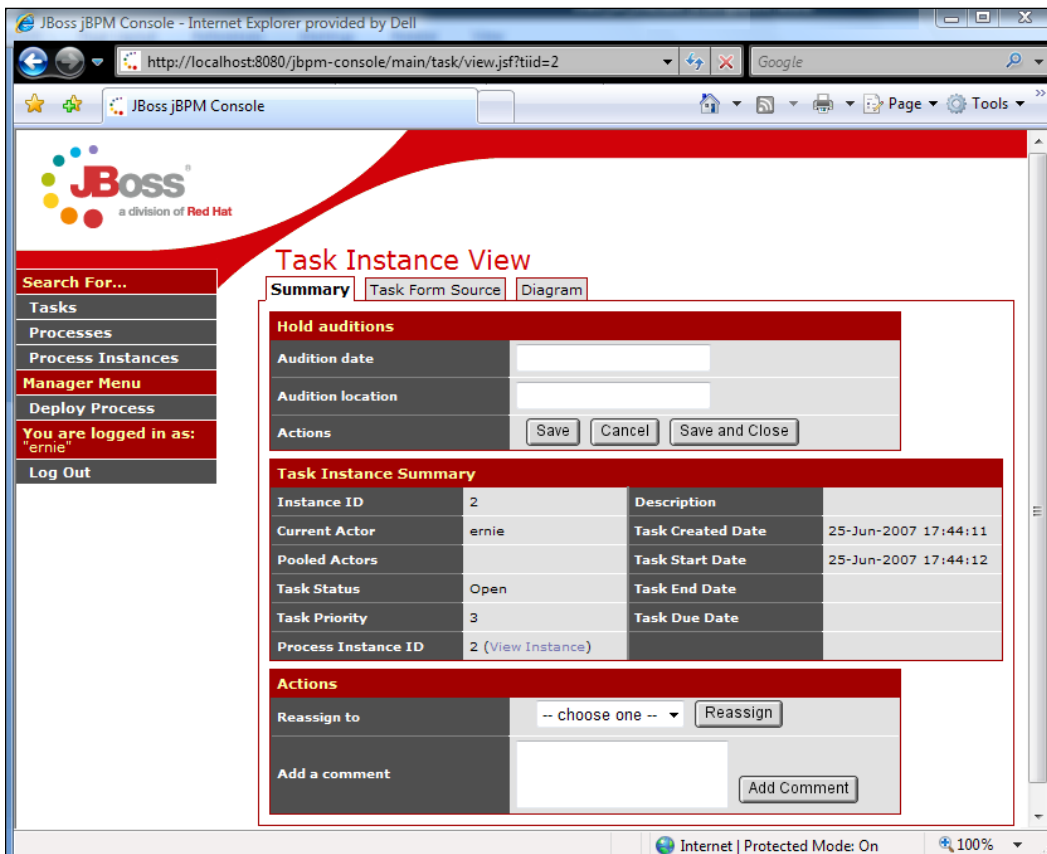 JBoss jBPM Console - Internet Explorer provided by Dell
http://localhost:8080/jbpm-console/main/task/view.jsf?tiid=2
Google
JBoss jBPM Console
Page
Tools
JBoss®
a division of Red Hat
Task Instance View
Search For...
Tasks
Processes
Process Instances
Manager Menu
Deploy Process
You are logged in as:
"ernie"
Log Out
Summary Task Form Source Diagram
Hold auditions
Audition date
Audition location
Actions Save Cancel Save and Close
Task Instance Summary
Instance ID 2 Description
Current Actor ernie Task Created Date 25-Jun-2007 17:44:11
Pooled Actors Task Start Date 25-Jun-2007 17:44:12
Task Status Open Task End Date
Task Priority 3 Task Due Date
Process Instance ID 2 (View Instance)
Actions
Reassign to -- choose one -- Reassign
Add a comment Add Comment
Internet | Protected Mode: On 100%